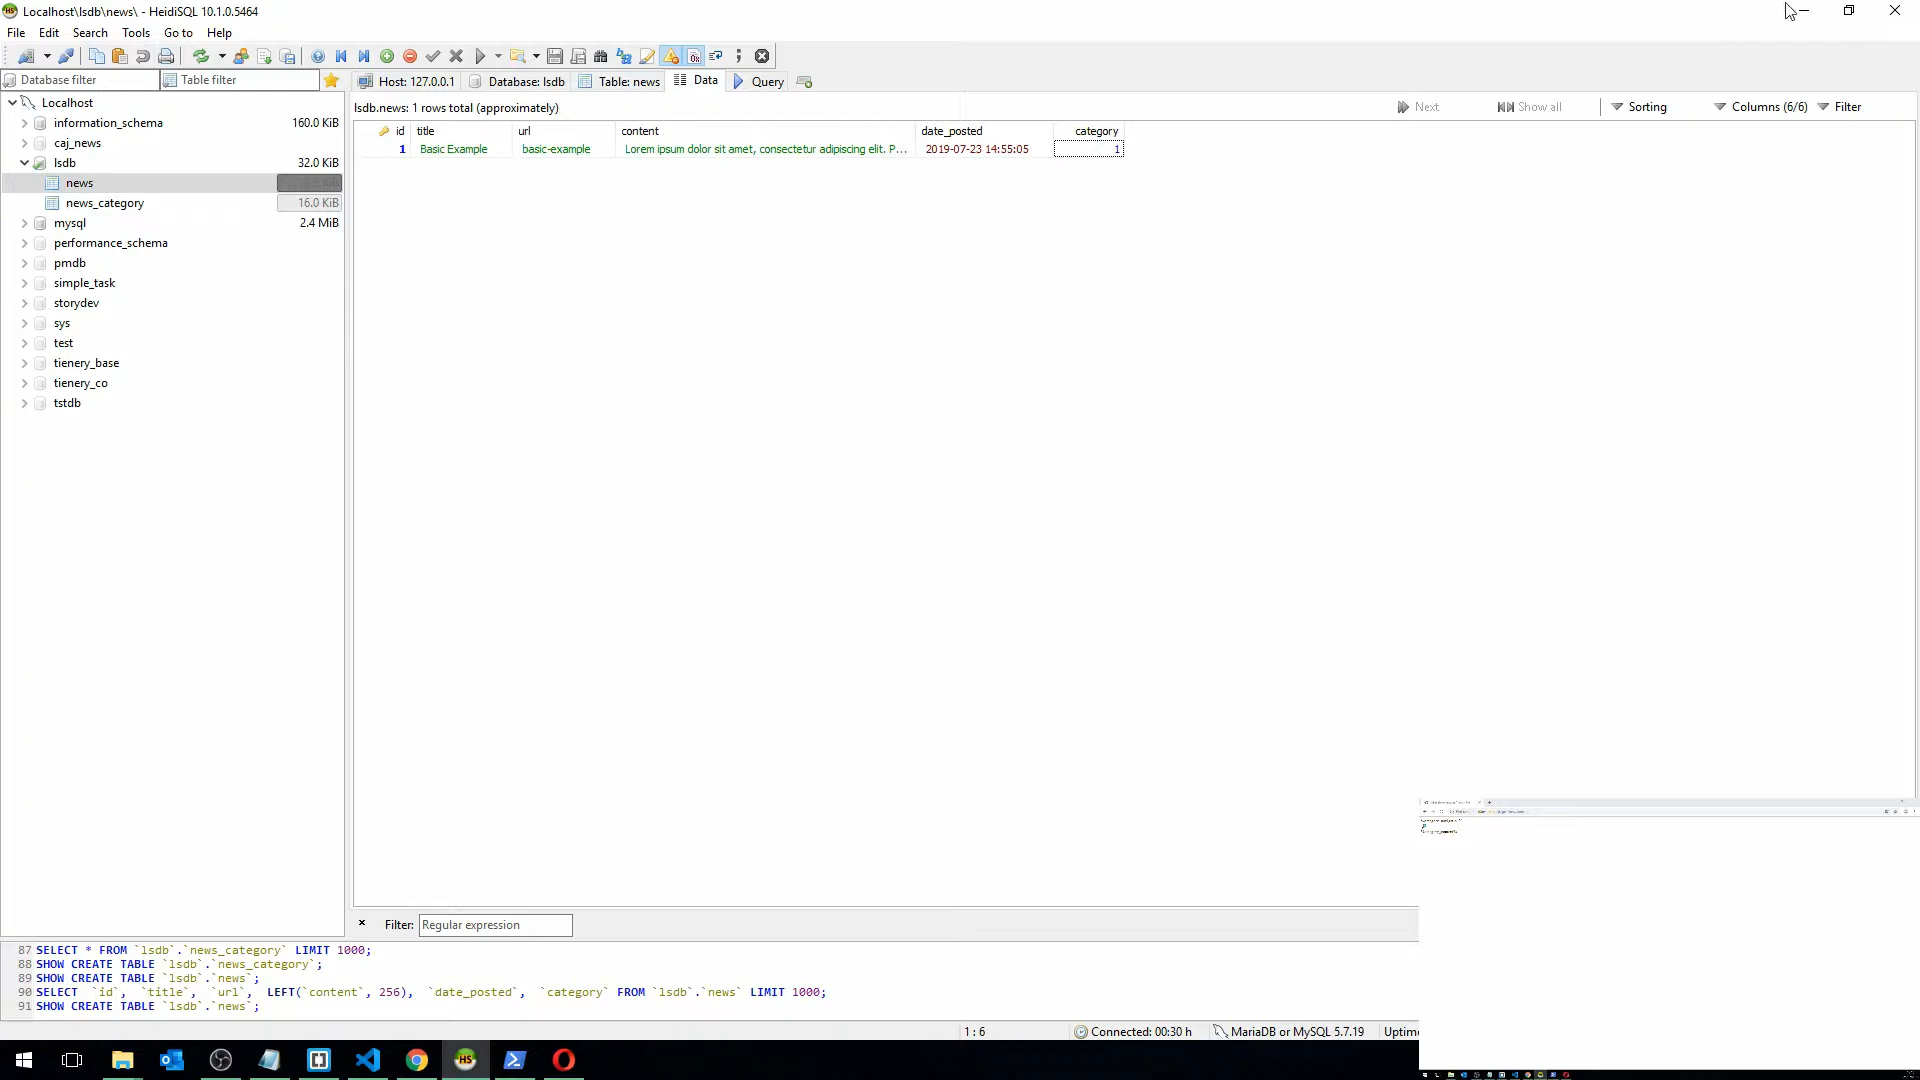 Localhost\lsdb\news\ - HeidiSQL 10.1.0.5464
File Edit Search Tools Go to Help
Database filter Table filter
Host: 127.0.0.1 Database: lsdb Table: news Data Query
Localhost
information_schema 160.0 KiB
caj_news
lsdb 32.0 KiB
news
news_category 16.0 KiB
mysql 2.4 MiB
performance_schema
pmdb
simple_task
storydev
sys
test
tienery_base
tienery_co
tstdb
lsdb.news: 1 rows total (approximately) Next Show all Sorting Columns (6/6) Filter
id title url content date_posted category
1 Basic Example basic-example Lorem ipsum dolor sit amet, consectetur adipiscing elit. P... 2019-07-23 14:55:05 1
Filter: Regular expression
87 SELECT * FROM `lsdb`.`news_category` LIMIT 1000;
88 SHOW CREATE TABLE `lsdb`.`news_category`;
89 SHOW CREATE TABLE `lsdb`.`news`;
90 SELECT `id`, `title`, `url`, LEFT(`content`, 256), `date_posted`, `category` FROM `lsdb`.`news` LIMIT 1000;
91 SHOW CREATE TABLE `lsdb`.`news`;
1 : 6 Connected: 00:30 h MariaDB or MySQL 5.7.19 Uptim